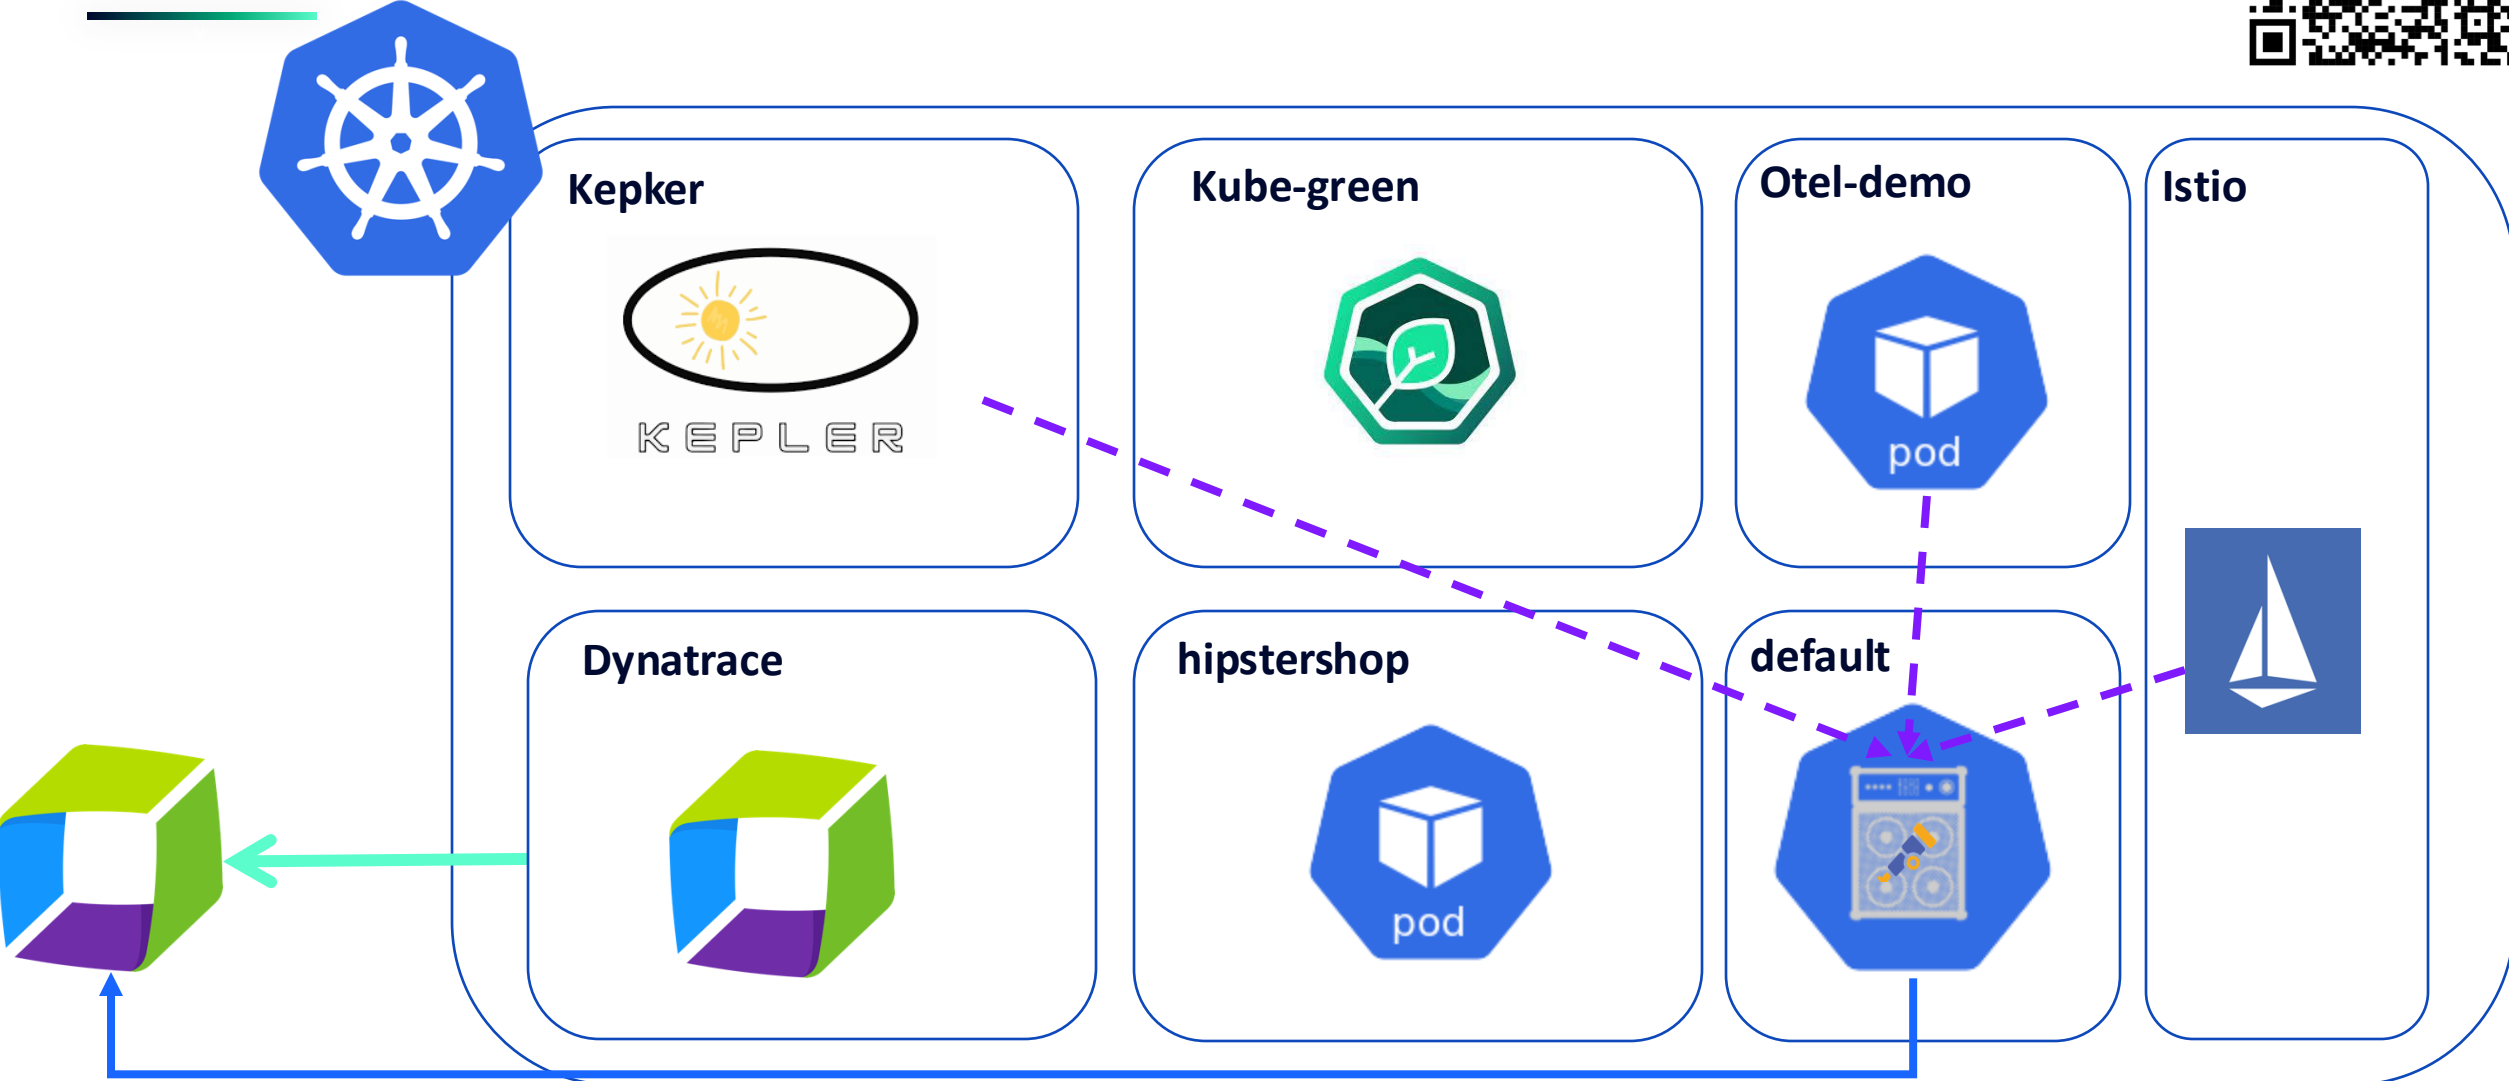 Kepker
Kube-green
Otel-demo
Istio
KEPLER
pod
Dynatrace
hipstershop
default
pod